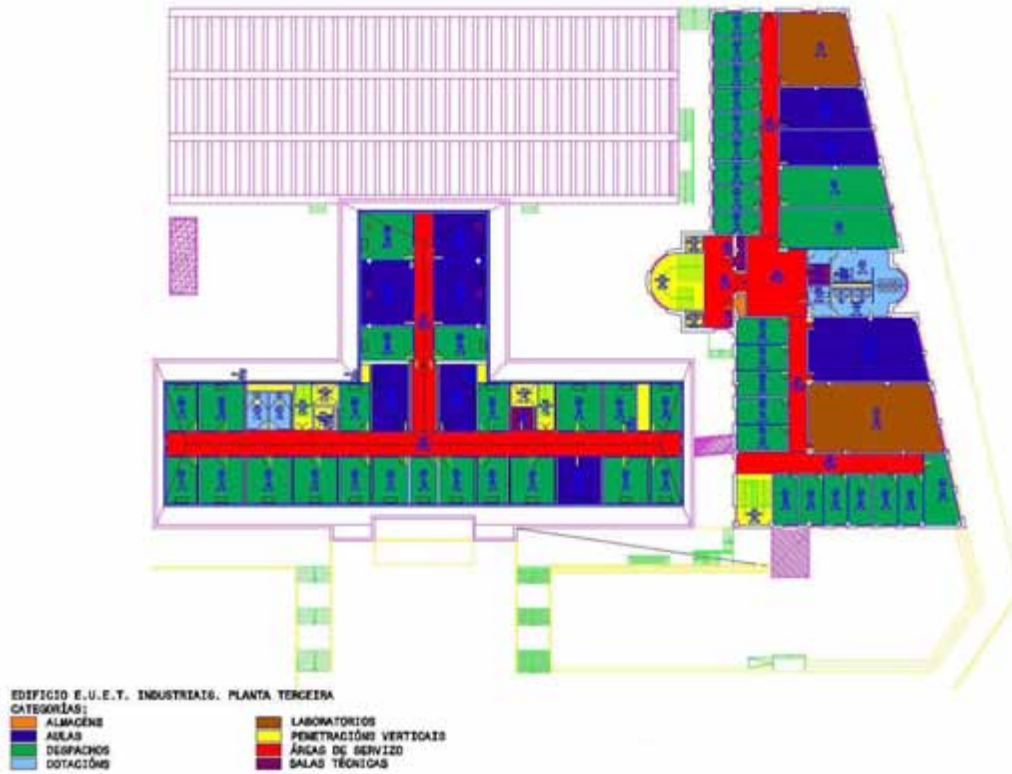 EDIFICIO E.U.E.T. INDUSTRIAIS. PLANTA TERCEIRA
CATEGORÍAS:
ALMACÉNS
AULAS
DESPACHOS
DOTACIÓNS
LABORATORIOS
PENETRACIÓNS VERTICAIS
ÁREAS DE SERVIZO
SALAS TÉCNICAS